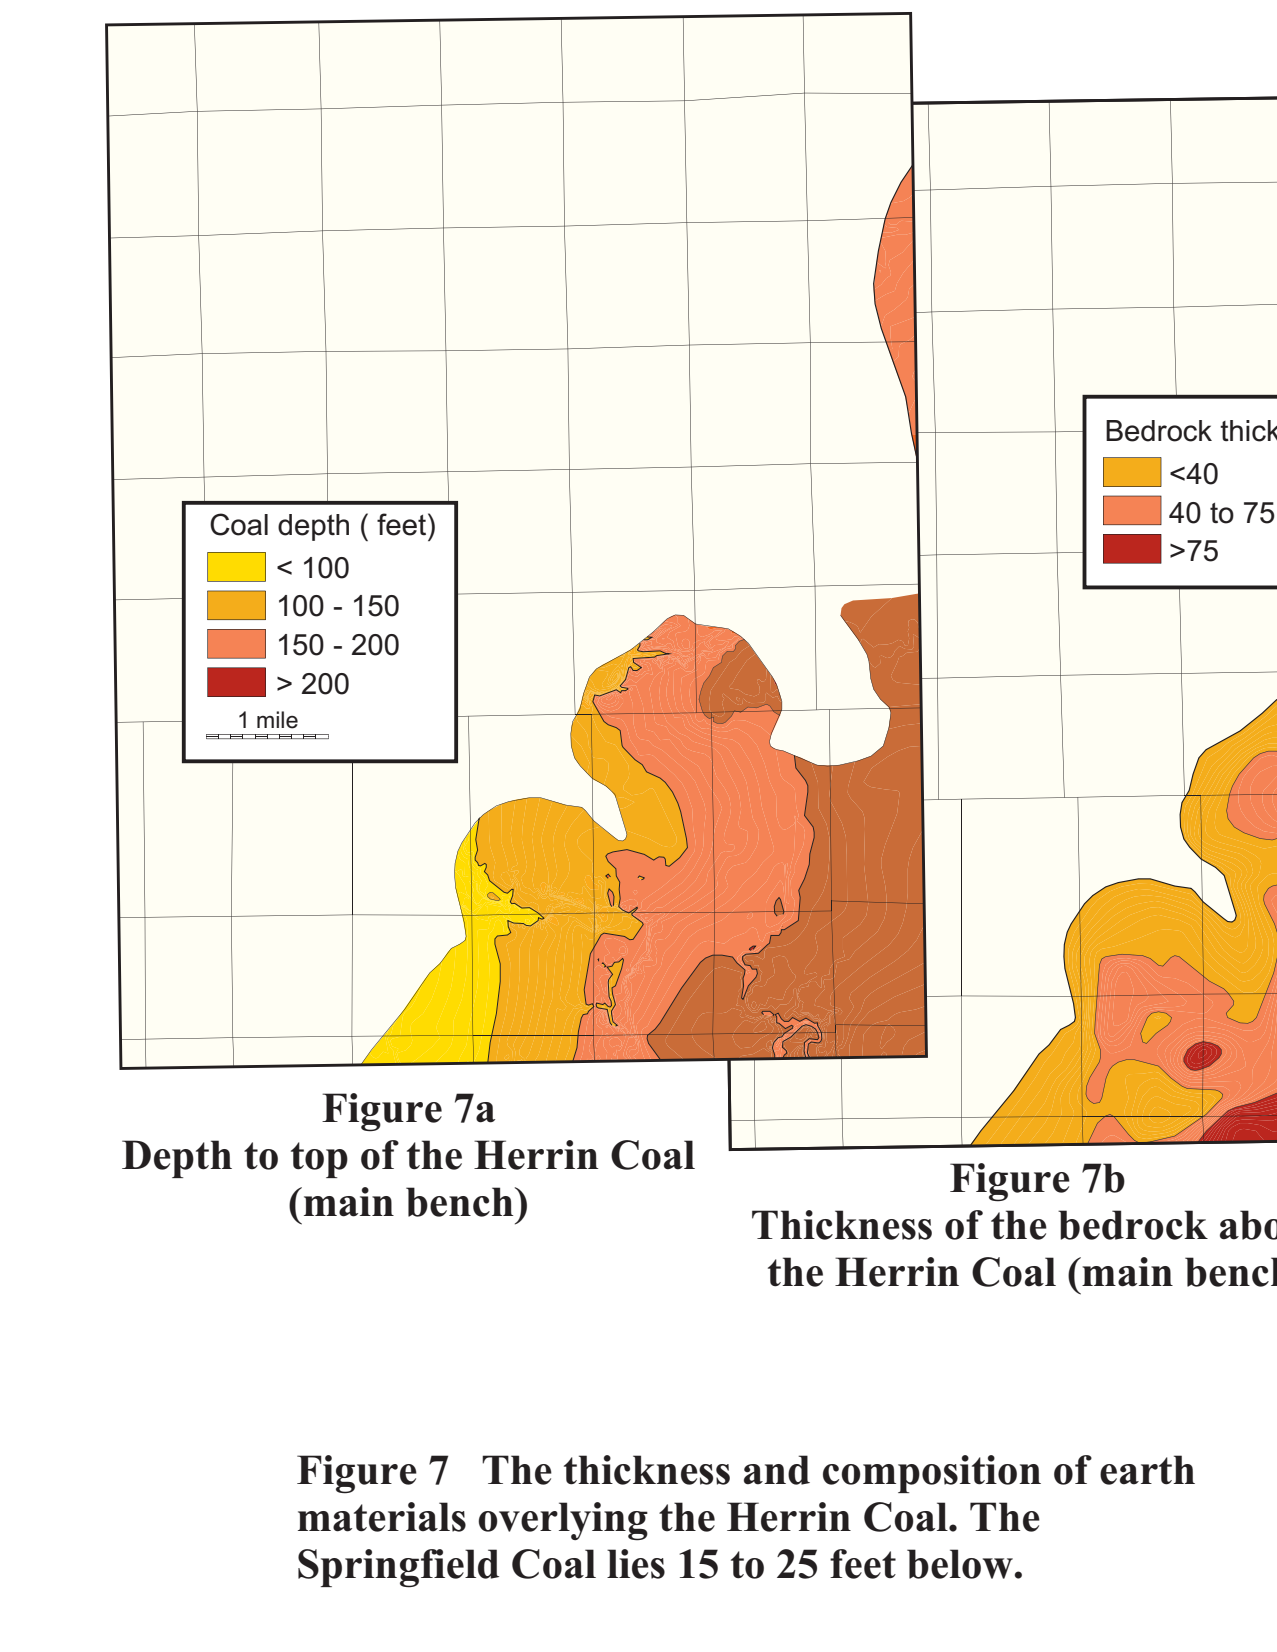 Coal depth ( feet)
< 100
100 - 150
150 - 200
> 200
1 mile
Bedrock thick
<40
40 to 75
>75
Figure 7a
Depth to top of the Herrin Coal
(main bench)
Figure 7b
Thickness of the bedrock abo
the Herrin Coal (main bench
Figure 7 The thickness and composition of earth
materials overlying the Herrin Coal. The
Springfield Coal lies 15 to 25 feet below.